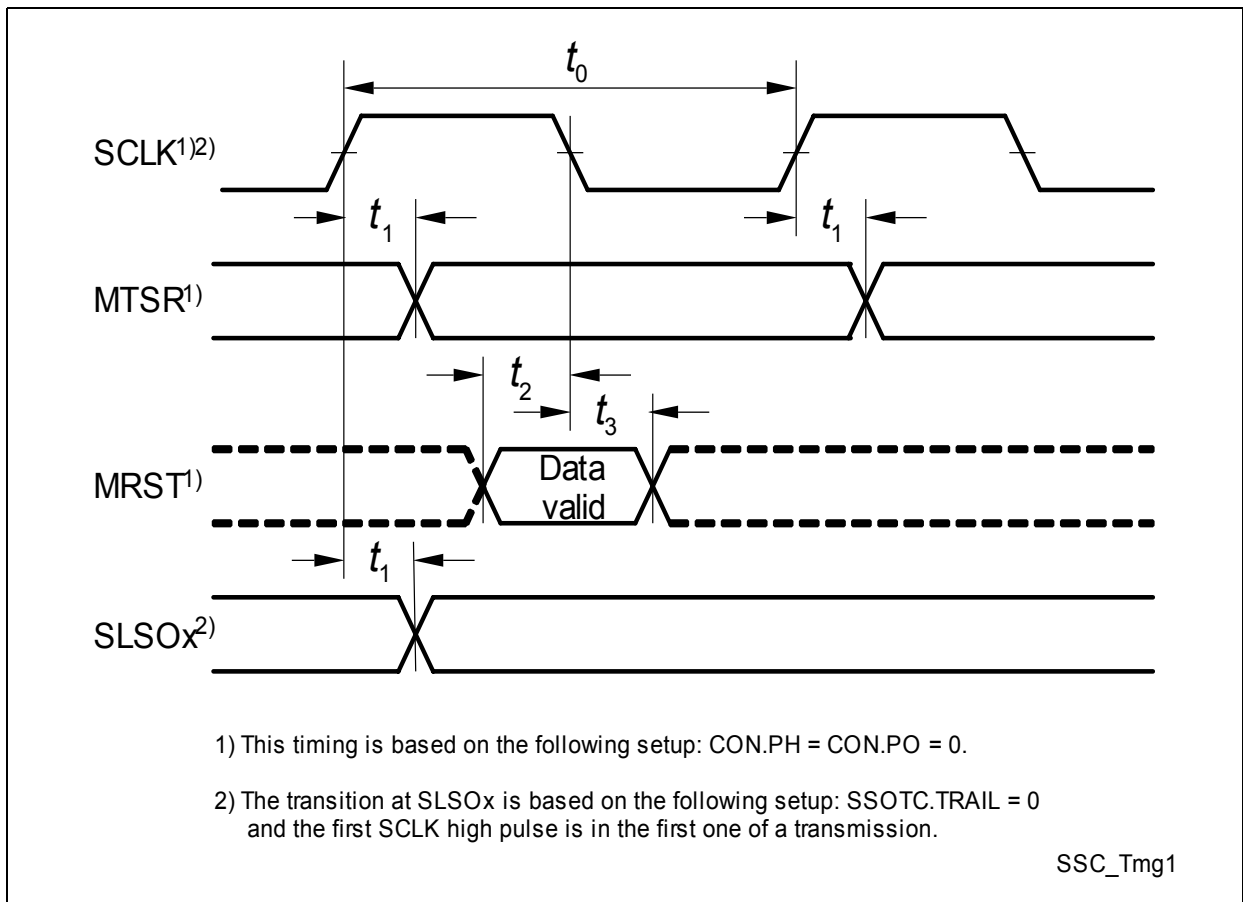 t0
SCLK1)2)
t1
t1
MTSR1)
t2
t3
MRST1)
Data
valid
t1
SLSOx2)
1) This timing is based on the following setup: CON.PH = CON.PO = 0.
2) The transition at SLSOx is based on the following setup: SSOTC.TRAIL = 0
and the first SCLK high pulse is in the first one of a transmission.
SSC_Tmg1